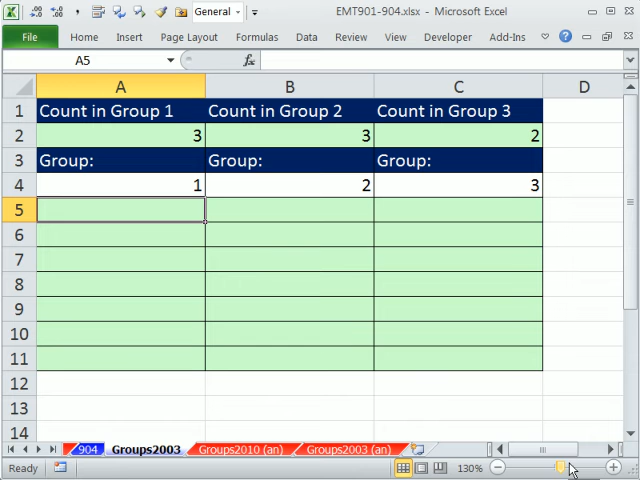 General
EMT901-904.xlsx - Microsoft Excel
File Home Insert Page Layout Formulas Data Review View Developer Add-Ins
A5 fx
A B C D
1 Count in Group 1 Count in Group 2 Count in Group 3
2 3 3 2
3 Group: Group: Group:
4 1 2 3
5
6
7
8
9
10
11
12
13
14
904 Groups2003 Groups2010 (an) Groups2003 (an)
Ready 130%